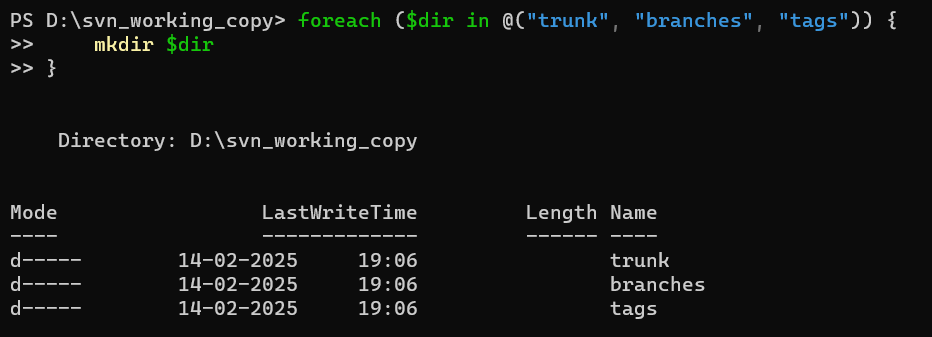 PS D:\svn_working_copy> foreach ($dir in @("trunk", "branches", "tags")) {
>>     mkdir $dir
>> }
    Directory: D:\svn_working_copy
Mode                 LastWriteTime         Length Name
----                 -------------         ------ ----
d-----        14-02-2025     19:06                trunk
d-----        14-02-2025     19:06                branches
d-----        14-02-2025     19:06                tags